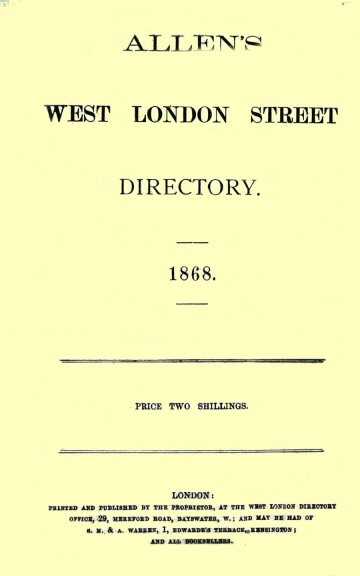 ALLEN'S
WEST LONDON STREET
DIRECTORY.
1868.
PRICE TWO SHILLINGS.
LONDON:
PRINTED AND PUBLISHED BY THE PROPRIETOR, AT THE WEST LONDON DIRECTORY
OFFICE, 29, HEREFORD ROAD, BAYSWATER, W.; AND MAY BE HAD OF
S. M. & A. WARREN, 1, EDWARDES TERRACE, KENSINGTON;
AND ALL BOOKSELLERS.